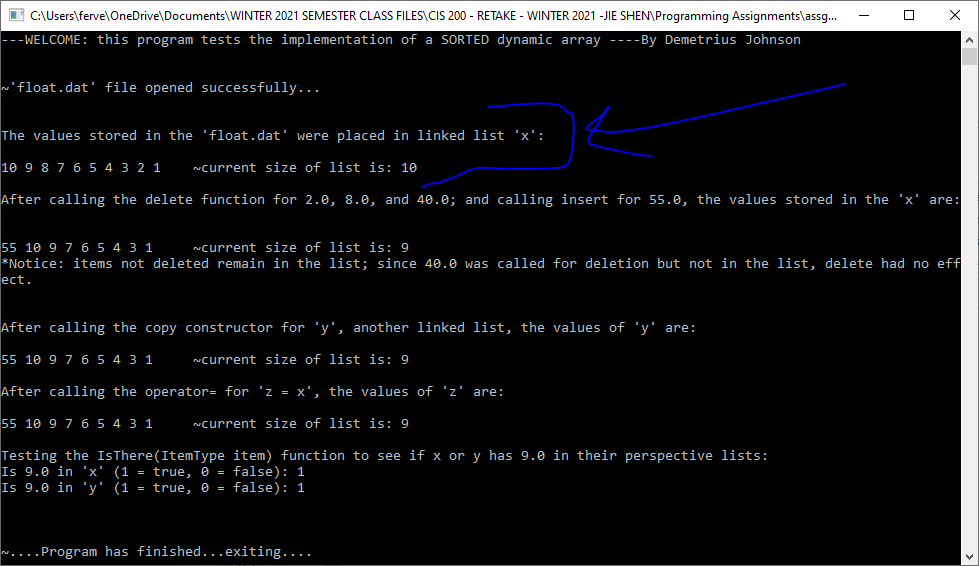 C:\Users\ferve\OneDrive\Documents\WINTER 2021 SEMESTER CLASS FILES\CIS 200 - RETAKE - WINTER 2021 -JIE SHEN\Programming Assignments\assg...
---WELCOME: this program tests the implementation of a SORTED dynamic array ----By Demetrius Johnson
~'float.dat' file opened successfully...
The values stored in the 'float.dat' were placed in linked list 'x':
10 9 8 7 6 5 4 3 2 1     ~current size of list is: 10
After calling the delete function for 2.0, 8.0, and 40.0; and calling insert for 55.0, the values stored in the 'x' are:
55 10 9 7 6 5 4 3 1     ~current size of list is: 9
*Notice: items not deleted remain in the list; since 40.0 was called for deletion but not in the list, delete had no eff
ect.
After calling the copy constructor for 'y', another linked list, the values of 'y' are:
55 10 9 7 6 5 4 3 1     ~current size of list is: 9
After calling the operator= for 'z = x', the values of 'z' are:
55 10 9 7 6 5 4 3 1     ~current size of list is: 9
Testing the IsThere(ItemType item) function to see if x or y has 9.0 in their perspective lists:
Is 9.0 in 'x' (1 = true, 0 = false): 1
Is 9.0 in 'y' (1 = true, 0 = false): 1
~....Program has finished...exiting....